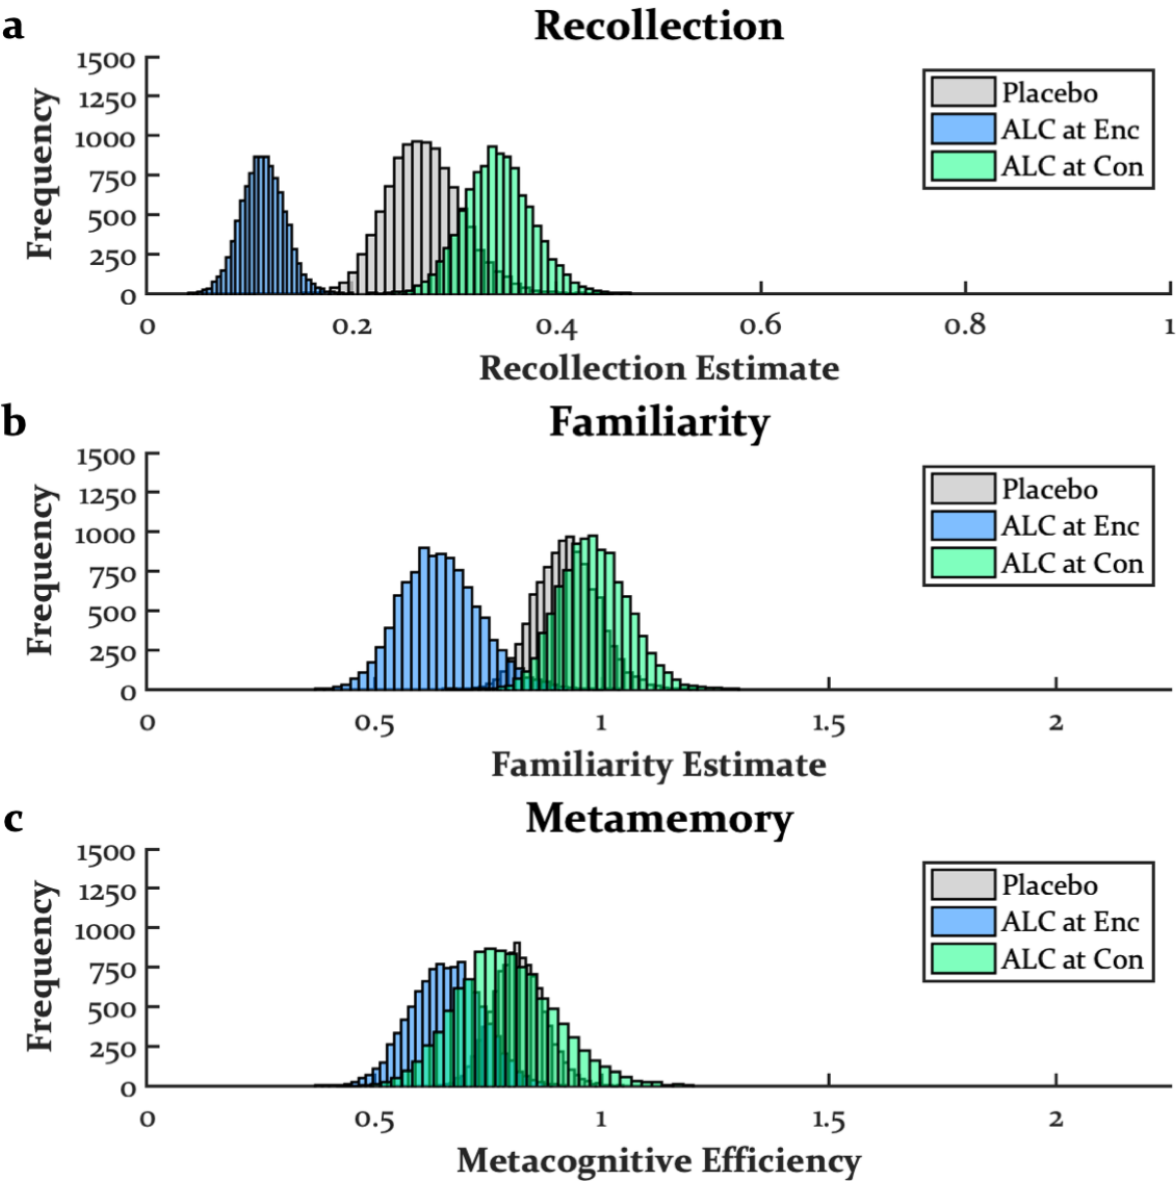 a
Recollection
1500
1250
1000
750
500
250
0
Frequency
Placebo
ALC at Enc
ALC at Con
0 0.2 0.4 0.6 0.8 1
Recollection Estimate
b
Familiarity
1500
1250
1000
750
500
250
0
Frequency
Placebo
ALC at Enc
ALC at Con
0 0.5 1 1.5 2
Familiarity Estimate
c
Metamemory
1500
1250
1000
750
500
250
0
Frequency
Placebo
ALC at Enc
ALC at Con
0 0.5 1 1.5 2
Metacognitive Efficiency